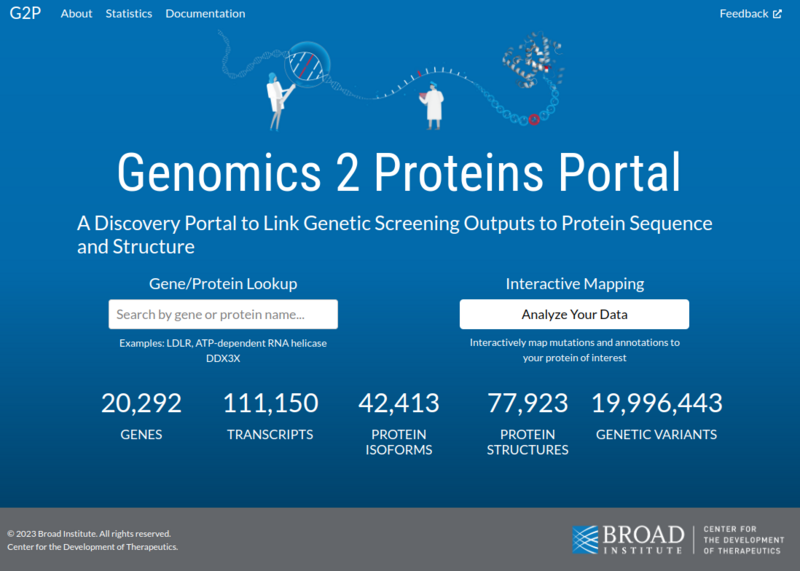 G2P About Statistics Documentation Feedback
Genomics 2 Proteins Portal
A Discovery Portal to Link Genetic Screening Outputs to Protein Sequence
and Structure
Gene/Protein Lookup
Search by gene or protein name...
Examples: LDLR, ATP-dependent RNA helicase
DDX3X
Interactive Mapping
Analyze Your Data
Interactively map mutations and annotations to
your protein of interest
20,292
GENES
111,150
TRANSCRIPTS
42,413
PROTEIN
ISOFORMS
77,923
PROTEIN
STRUCTURES
19,996,443
GENETIC VARIANTS
© 2023 Broad Institute. All rights reserved.
Center for the Development of Therapeutics.
BROAD
INSTITUTE
CENTER FOR
THE DEVELOPMENT
OF THERAPEUTICS